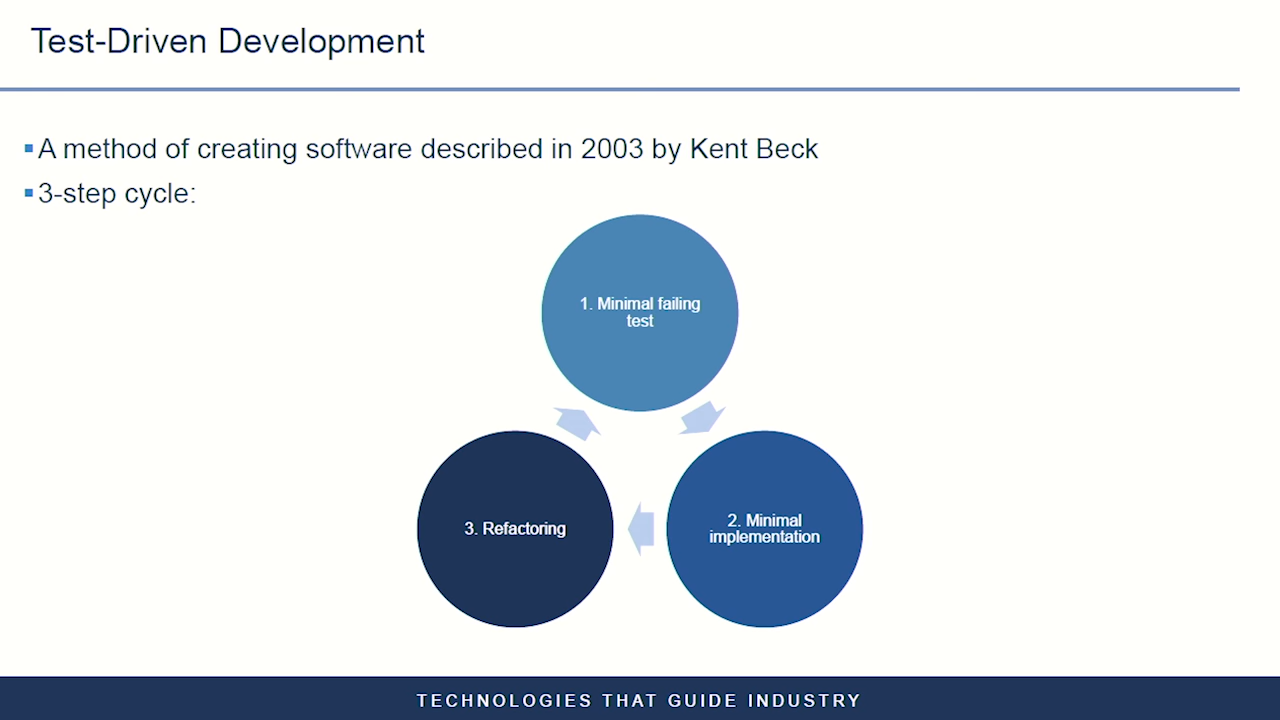 Test-Driven Development
▪A method of creating software described in 2003 by Kent Beck
▪3-step cycle:
1. Minimal failing
test
2. Minimal
implementation
3. Refactoring
TECHNOLOGIES THAT GUIDE INDUSTRY